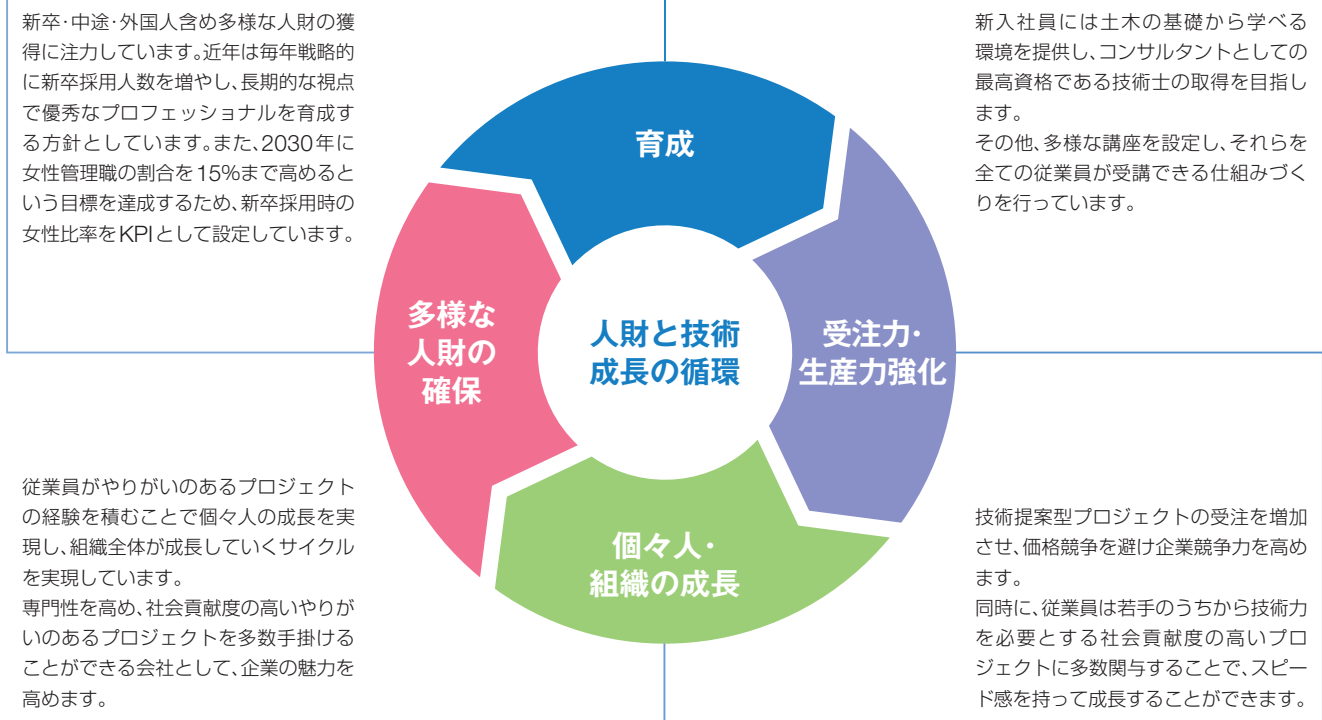 新卒・中途・外国人含め多様な人財の獲
得に注力しています。近年は毎年戦略的
に新卒採用人数を増やし、長期的な視点
で優秀なプロフェッショナルを育成す
る方針としています。また、2030年に
女性管理職の割合を15%まで高めると
いう目標を達成するため、新卒採用時の
女性比率をKPIとして設定しています。
新入社員には土木の基礎から学べる
環境を提供し、コンサルタントとしての
最高資格である技術士の取得を目指し
ます。
その他、多様な講座を設定し、それらを
全ての従業員が受講できる仕組みづく
りを行っています。
育成
多様な
人財の
確保
人財と技術
成長の循環
受注力・
生産力強化
個々人・
組織の成長
従業員がやりがいのあるプロジェクト
の経験を積むことで個々人の成長を実
現し、組織全体が成長していくサイクル
を実現しています。
専門性を高め、社会貢献度の高いやりが
いのあるプロジェクトを多数手掛ける
ことができる会社として、企業の魅力を
高めます。
技術提案型プロジェクトの受注を増加
させ、価格競争を避け企業競争力を高め
ます。
同時に、従業員は若手のうちから技術力
を必要とする社会貢献度の高いプロ
ジェクトに多数関与することで、スピー
ド感を持って成長することができます。